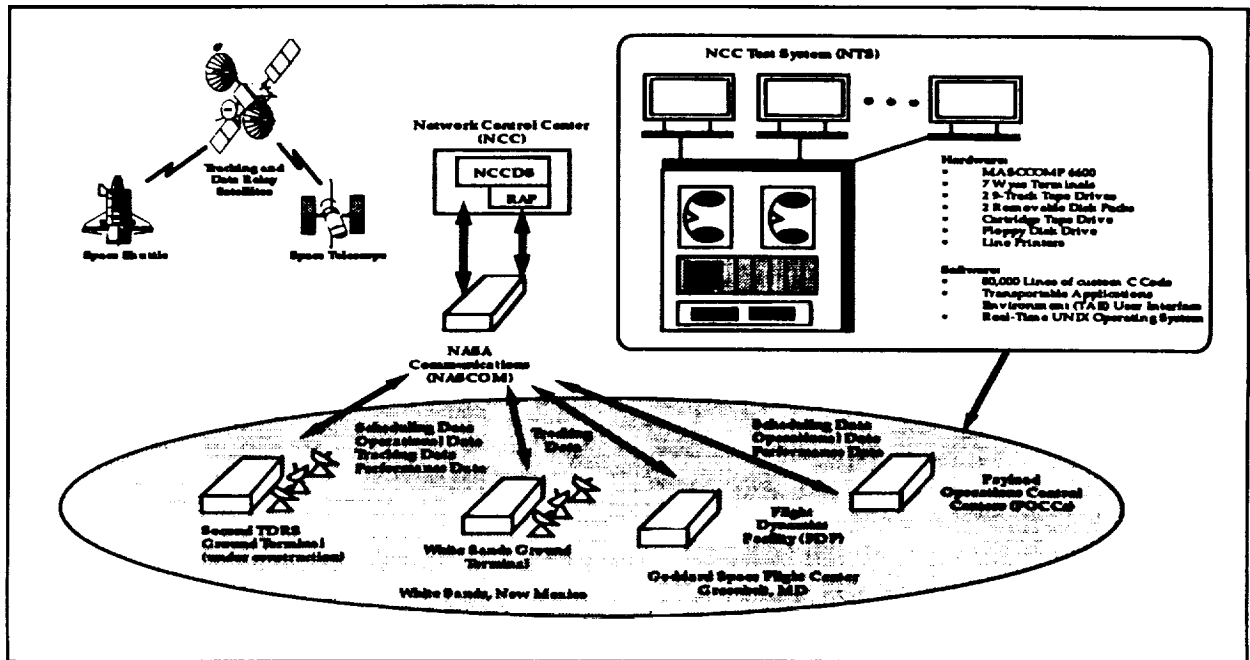 NCC Test System (NTS)
Network Control Center
(NCC)
NCCDS
RAP
Tracking and
Data Relay
Satellites
Space Shuttle
Space Telescope
Hardware:
• MASCCOMP 6600
• 7 Wyse Terminals
• 2 9-Track Tape Drives
• 2 Removable Disk Packs
• Cartridge Tape Drive
• Floppy Disk Drive
• Line Printers
Software:
• 80,000 Lines of custom C Code
• Transportable Applications
• Environment (TAE) User Interface
• Real-Time UNIX Operating System
NASA
Communications
(NASCOM)
Scheduling Data
Operational Data
Tracking Data
Performance Data
Tracking
Data
Scheduling Data
Operational Data
Performance Data
Second TDRS
Ground Terminal
(under construction)
White Sands Ground
Terminal
White Sands, New Mexico
Flight
Dynamics
Facility (FDF)
Goddard Space Flight Center
Greenbelt, MD
Payload
Operations Control
Centers (POCCs)